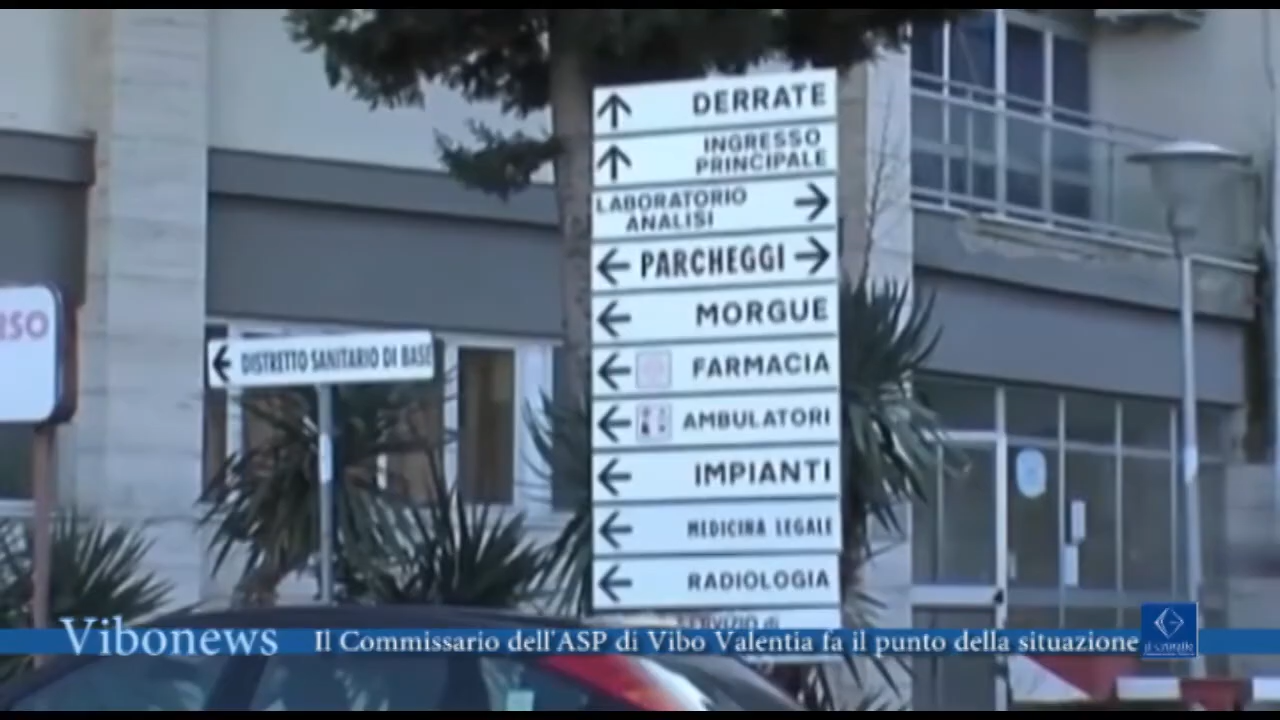 DERRATE
INGRESSO
PRINCIPALE
LABORATORIO
ANALISI
PARCHEGGI
MORGUE
FARMACIA
AMBULATORI
IMPIANTI
MEDICINA LEGALE
RADIOLOGIA
DISTRETTO SANITARIO DI BASE
RSO
Vibonews
Il Commissario dell'ASP di Vibo Valentia fa il punto della situazione